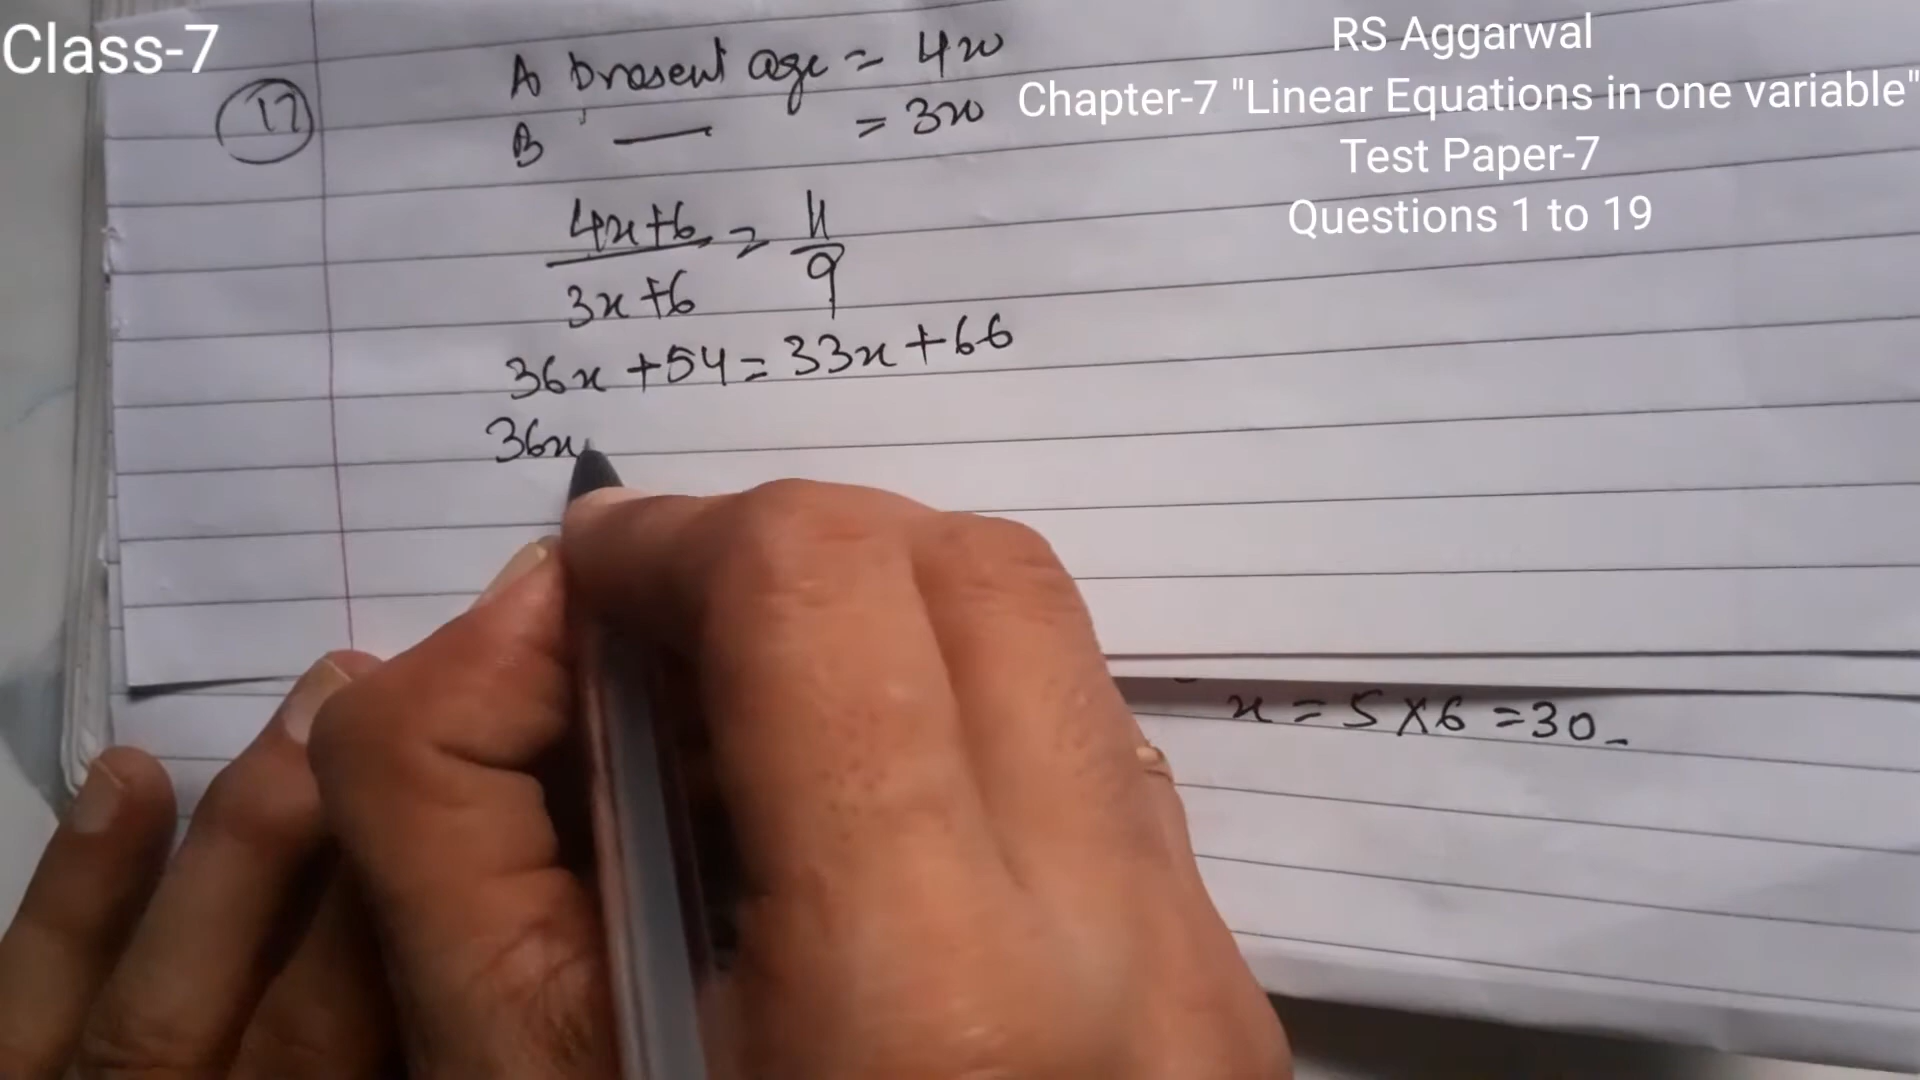 Class-7
RS Aggarwal
Chapter-7 "Linear Equations in one variable"
Test Paper-7
Questions 1 to 19
17
A present age = 4x
B — = 3x
4x+6 = 11
3x+6 9
36x + 54 = 33x + 66
36x
x = 5 × 6 = 30